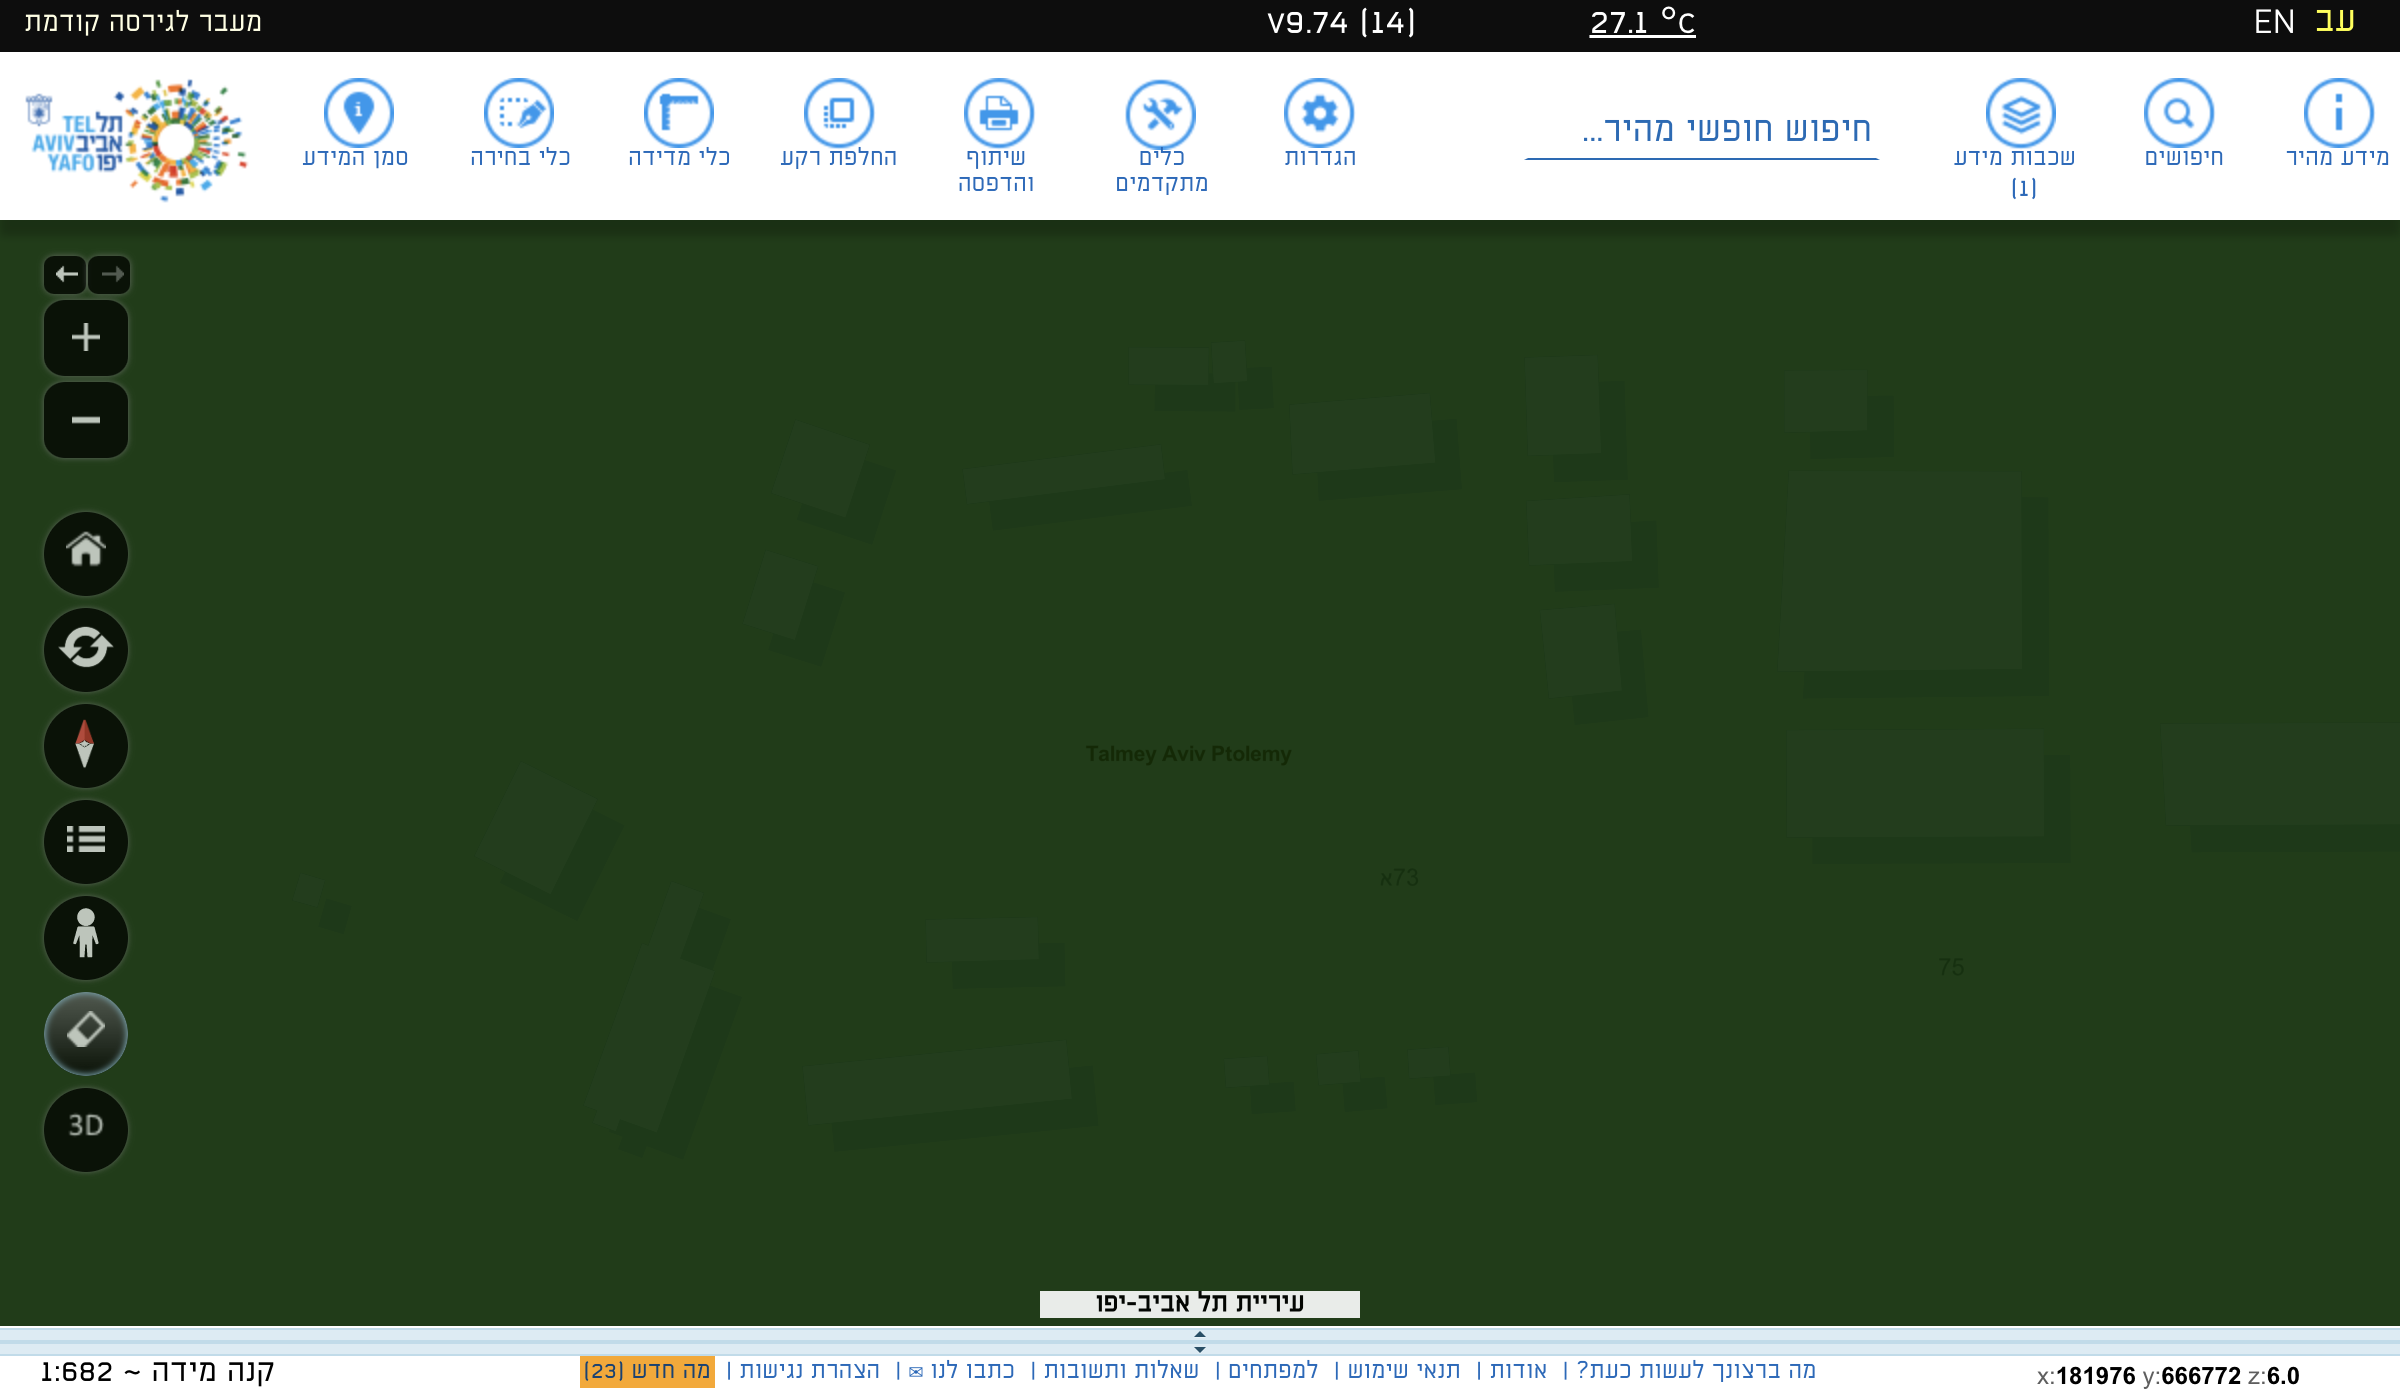 עב EN
27.1 °C
V9.74 (14)
מעבר לגירסה קודמת
מידע מהיר
חיפושים
שכבות מידע
(1)
חיפוש חופשי מהיר...
הגדרות
כלים
מתקדמים
שיתוף
והדפסה
החלפת רקע
כלי מדידה
כלי בחירה
סמן המידע
תל TEL
אביב AVIV
יפו YAFO
Talmey Aviv Ptolemy
73א
75
3D
עיריית תל אביב-יפו
מה ברצונך לעשות כעת? | אודות | תנאי שימוש | למפתחים | שאלות ותשובות | כתבו לנו ✉ | הצהרת נגישות | מה חדש (23)
קנה מידה ~ 1:682
x:181976 y:666772 z:6.0